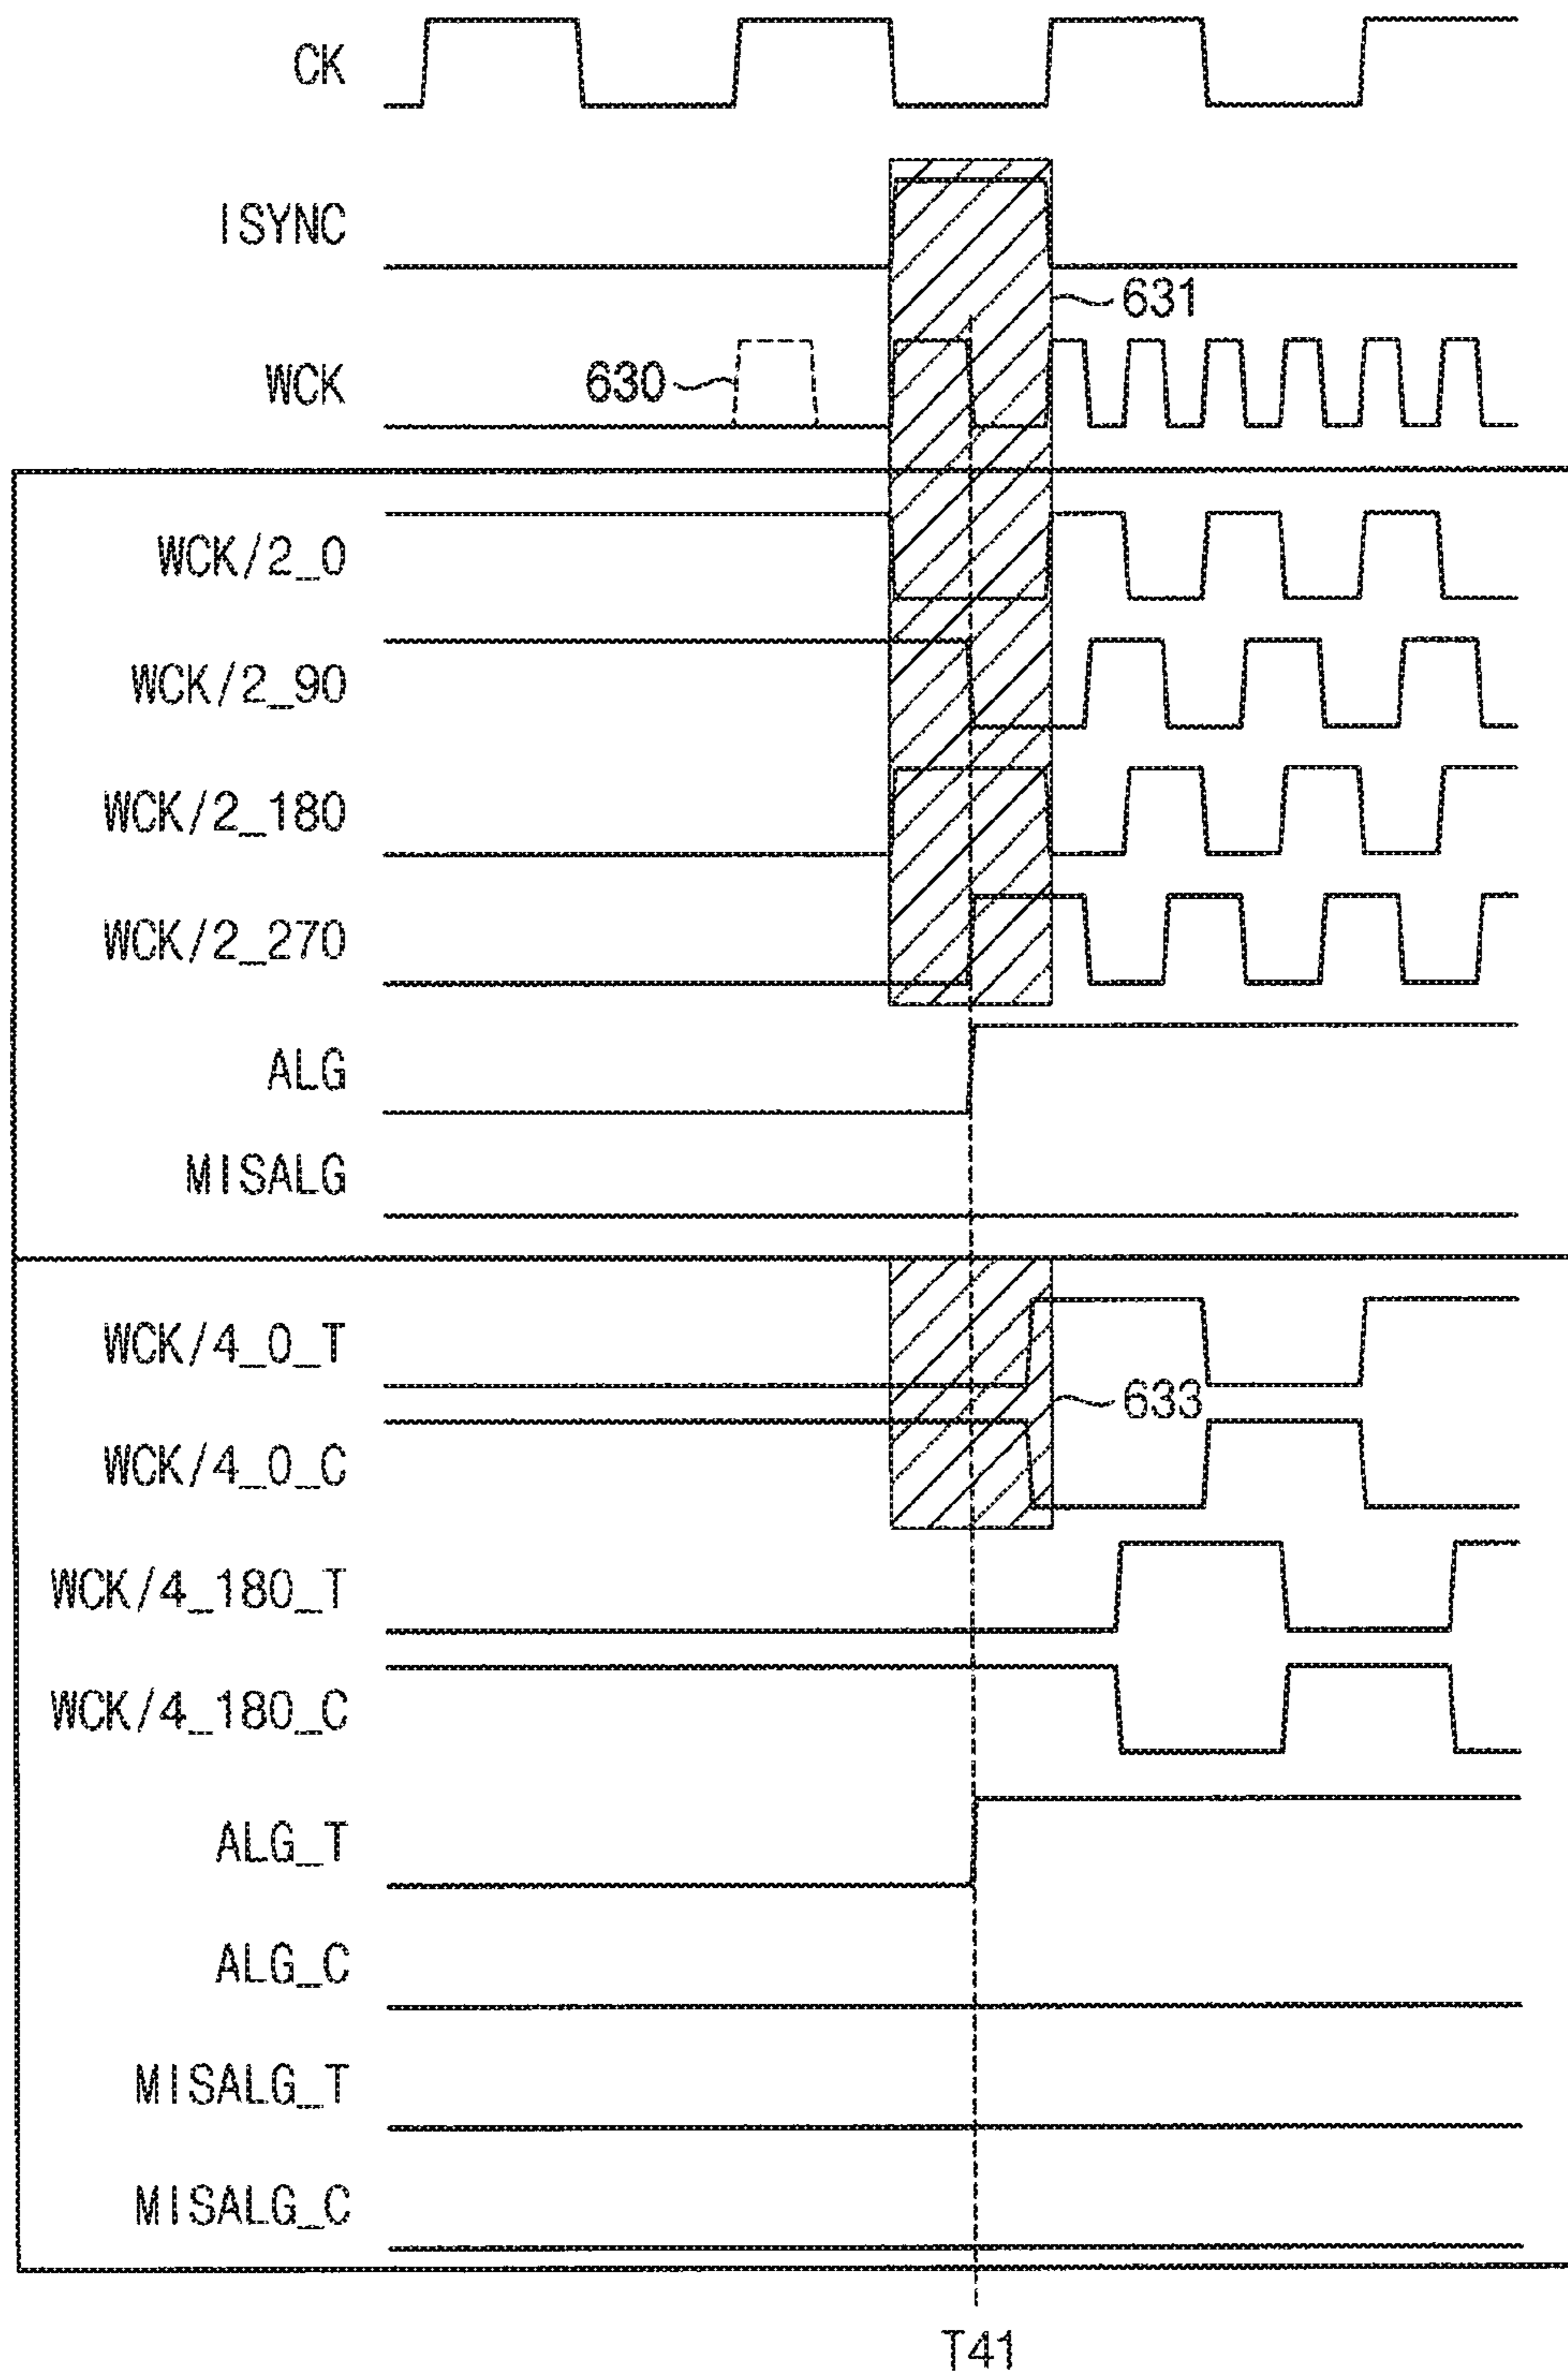 CK
ISYNC
631
WCK
630
WCK/2_0
WCK/2_90
WCK/2_180
WCK/2_270
ALG
MISALG
WCK/4_0_T
633
WCK/4_0_C
WCK/4_180_T
WCK/4_180_C
ALG_T
ALG_C
MISALG_T
MISALG_C
T41